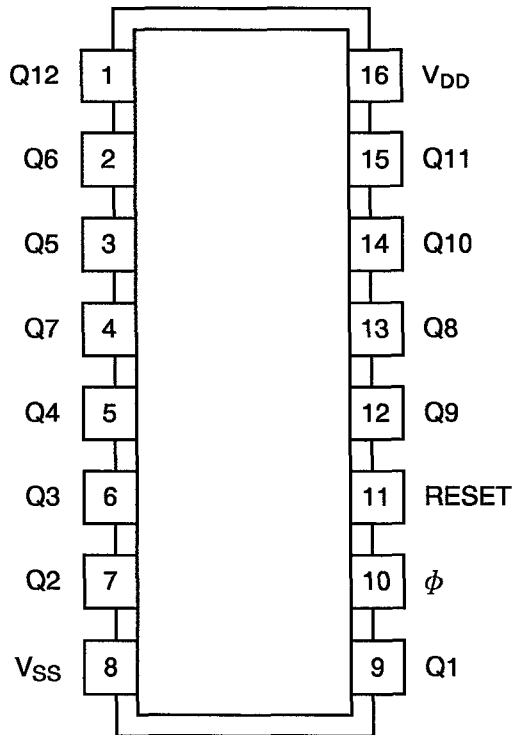 Q12 1 16 VDD
Q6 2 15 Q11
Q5 3 14 Q10
Q7 4 13 Q8
Q4 5 12 Q9
Q3 6 11 RESET
Q2 7 10 ϕ
VSS 8 9 Q1